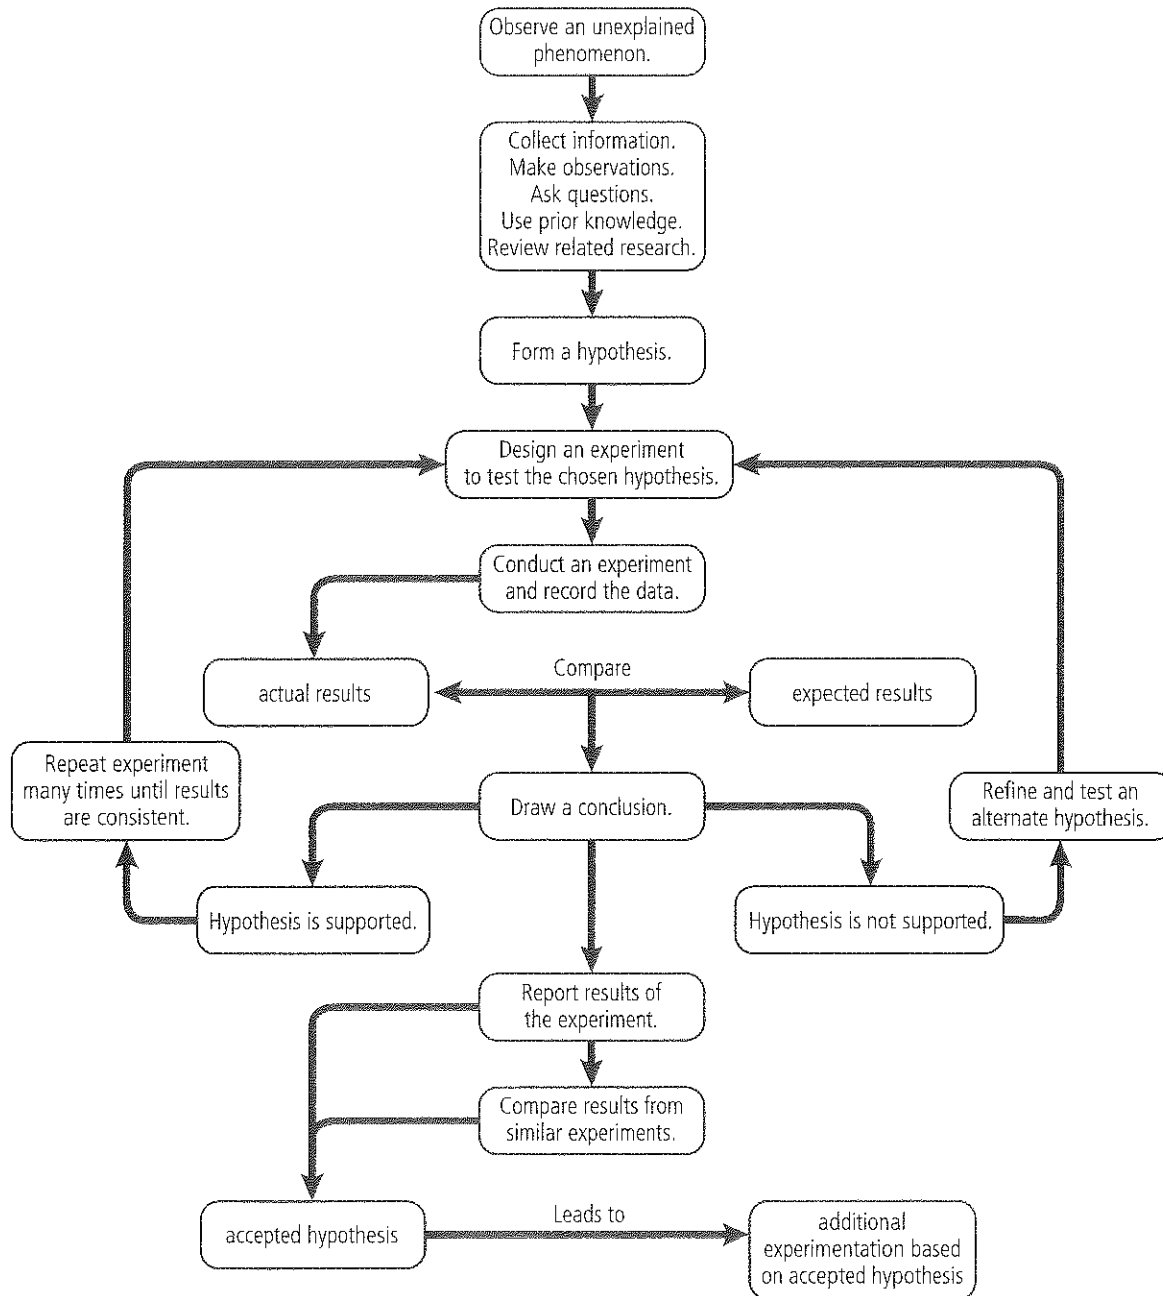 Observe an unexplained
phenomenon.
Collect information.
Make observations.
Ask questions.
Use prior knowledge.
Review related research.
Form a hypothesis.
Design an experiment
to test the chosen hypothesis.
Conduct an experiment
and record the data.
Compare
actual results
expected results
Repeat experiment
many times until results
are consistent.
Draw a conclusion.
Refine and test an
alternate hypothesis.
Hypothesis is supported.
Hypothesis is not supported.
Report results of
the experiment.
Compare results from
similar experiments.
accepted hypothesis
Leads to
additional
experimentation based
on accepted hypothesis